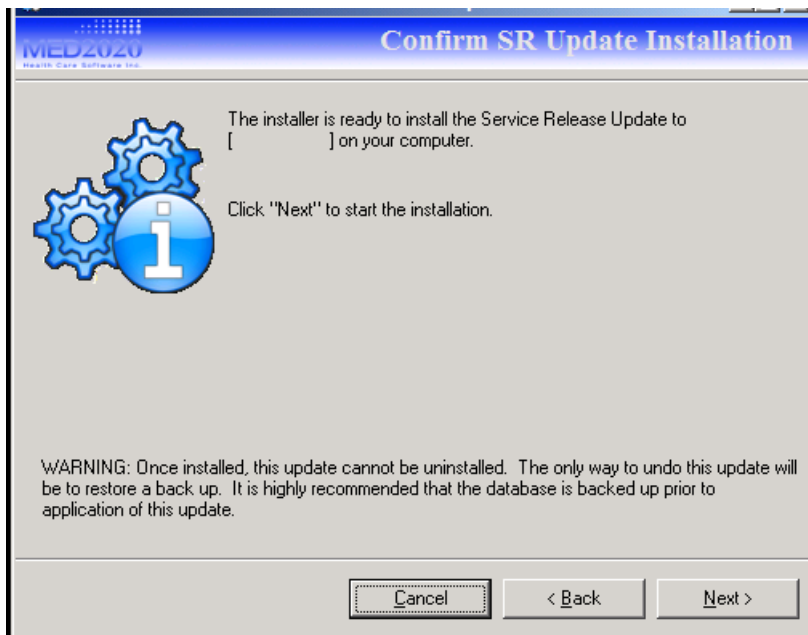 MED2020
Health Care Software Inc.
Confirm SR Update Installation
The installer is ready to install the Service Release Update to
[ ] on your computer.
Click "Next" to start the installation.
WARNING: Once installed, this update cannot be uninstalled. The only way to undo this update will
be to restore a back up. It is highly recommended that the database is backed up prior to
application of this update.
Cancel
< Back
Next >